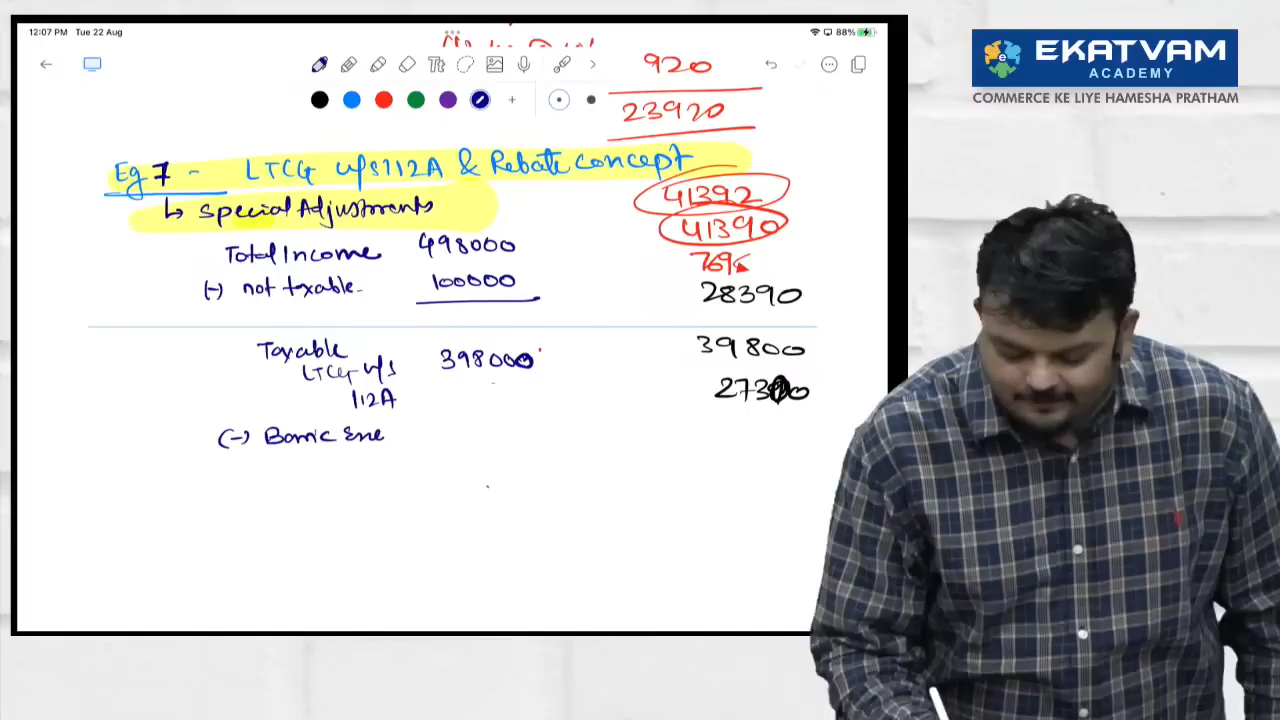 12:07 PM Tue 22 Aug
88%
EKATVAM
ACADEMY
COMMERCE KE LIYE HAMESHA PRATHAM
920
23920
Eg 7 - LTCG u/s 112A & Rebate concept
↳ special Adjustments
41392
41390
Total Income 498000
(-) not taxable 100000
28390
Taxable
LTCG u/s
112A
398000
39800
(-)